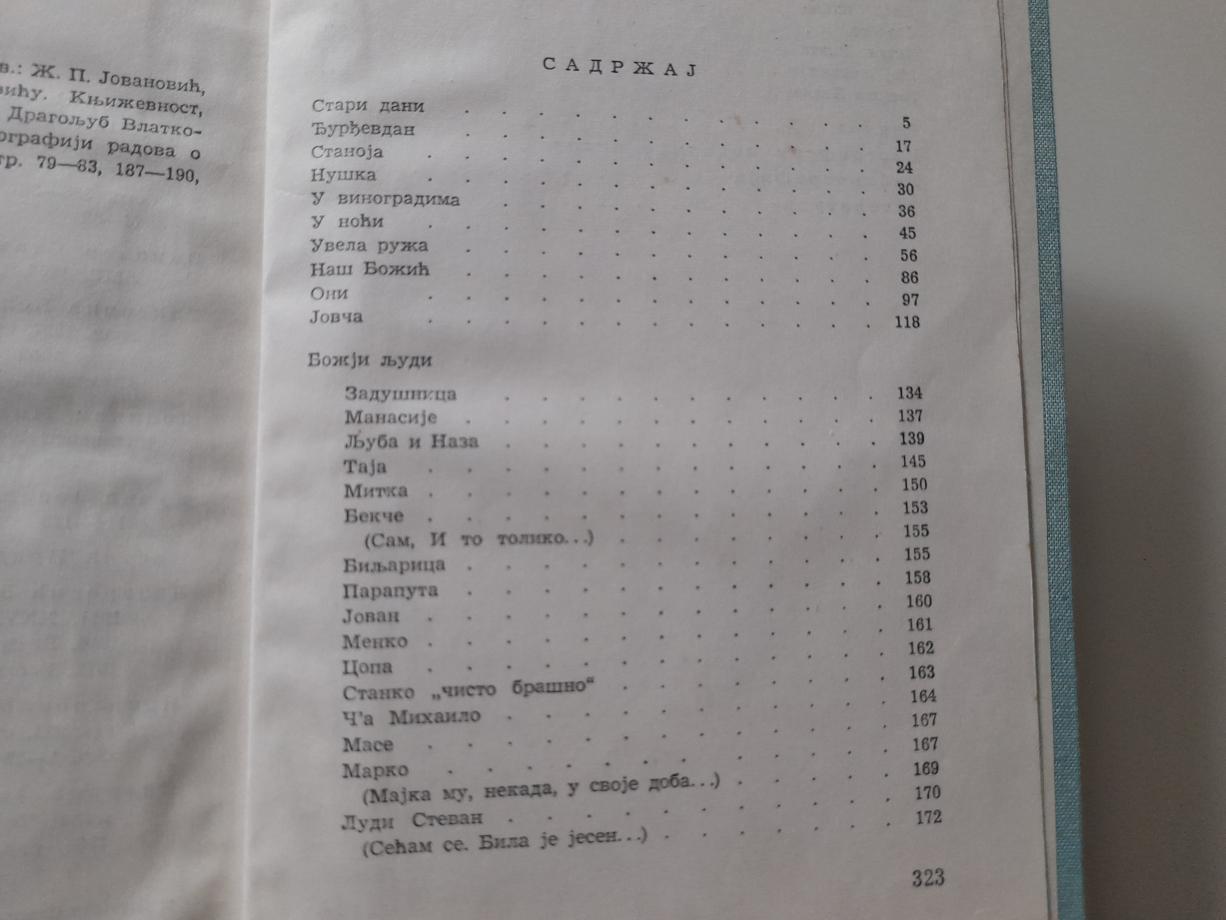 в.: Ж. П. Јовановић,
вићу. Књижевност,
Драгољуб Влатко-
ографији радова о
тр. 79—83, 187—190,
САДРЖАЈ
Стари дани . . . . . . . . . . . 5
Ђурђевдан . . . . . . . . . . . 17
Станоја . . . . . . . . . . . . 24
Нушка . . . . . . . . . . . . 30
У виноградима . . . . . . . . . . 36
У ноћи . . . . . . . . . . . . 45
Увела ружа . . . . . . . . . . . 56
Наш Божић . . . . . . . . . . . 86
Они . . . . . . . . . . . . 97
Јовча . . . . . . . . . . . . 118
Божји људи
Задушница . . . . . . . . . . 134
Манасије . . . . . . . . . . . 137
Љуба и Наза . . . . . . . . . . 139
Таја . . . . . . . . . . . . 145
Митка . . . . . . . . . . . . 150
Бекче . . . . . . . . . . . . 153
(Сам, И то толико...) . . . . . . . 155
Биљарица . . . . . . . . . . . 155
Парапута . . . . . . . . . . . 158
Јован . . . . . . . . . . . . 160
Менко . . . . . . . . . . . . 161
Цопа . . . . . . . . . . . . 162
Станко „чисто брашно“ . . . . . . . 163
Ч'а Михаило . . . . . . . . . . 164
Масе . . . . . . . . . . . . 167
Марко . . . . . . . . . . . . 167
(Мајка му, некада, у своје доба...) . . . . 169
Луди Стеван . . . . . . . . . . 170
(Сећам се. Била је јесен...) . . . . . . 172
323